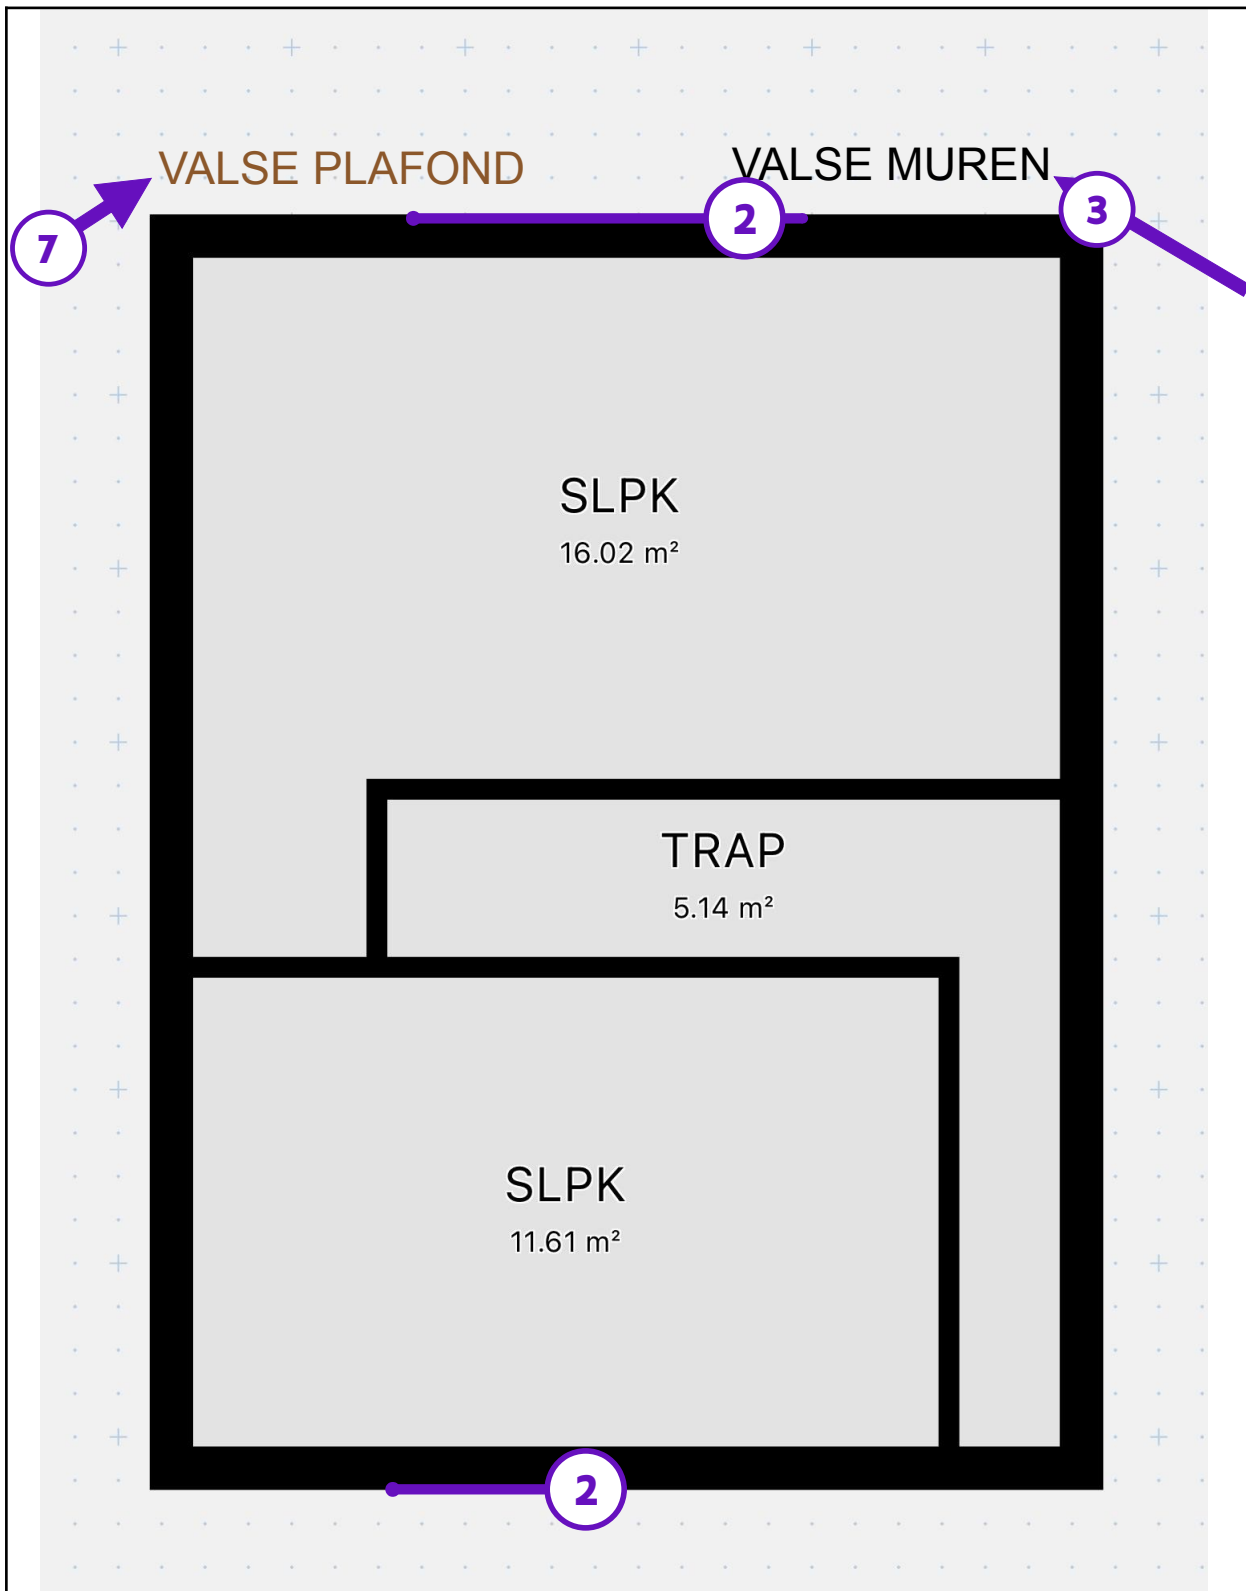 VALSE PLAFOND
VALSE MUREN
7
2
3
SLPK
16.02 m²
TRAP
5.14 m²
SLPK
11.61 m²
2